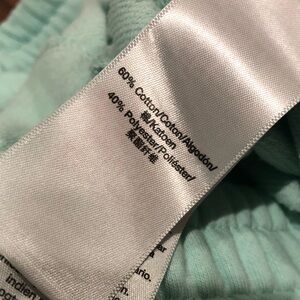 60% Cotton/Coton/Algodón/
棉/Katoen
40% Polyester/Poliéster/
聚酯纤维